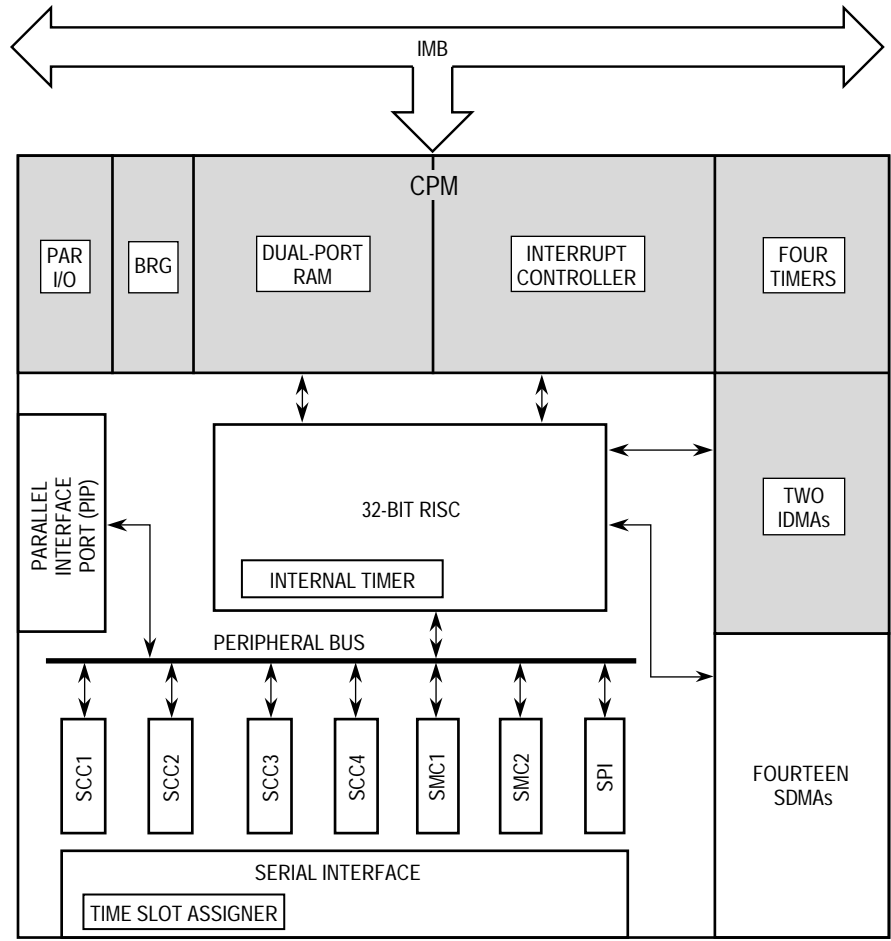 IMB
CPM
PAR
I/O
BRG
DUAL-PORT
RAM
INTERRUPT
CONTROLLER
FOUR
TIMERS
PARALLEL
INTERFACE
PORT (PIP)
32-BIT RISC
INTERNAL TIMER
TWO
IDMAs
PERIPHERAL BUS
SCC1
SCC2
SCC3
SCC4
SMC1
SMC2
SPI
FOURTEEN
SDMAs
SERIAL INTERFACE
TIME SLOT ASSIGNER